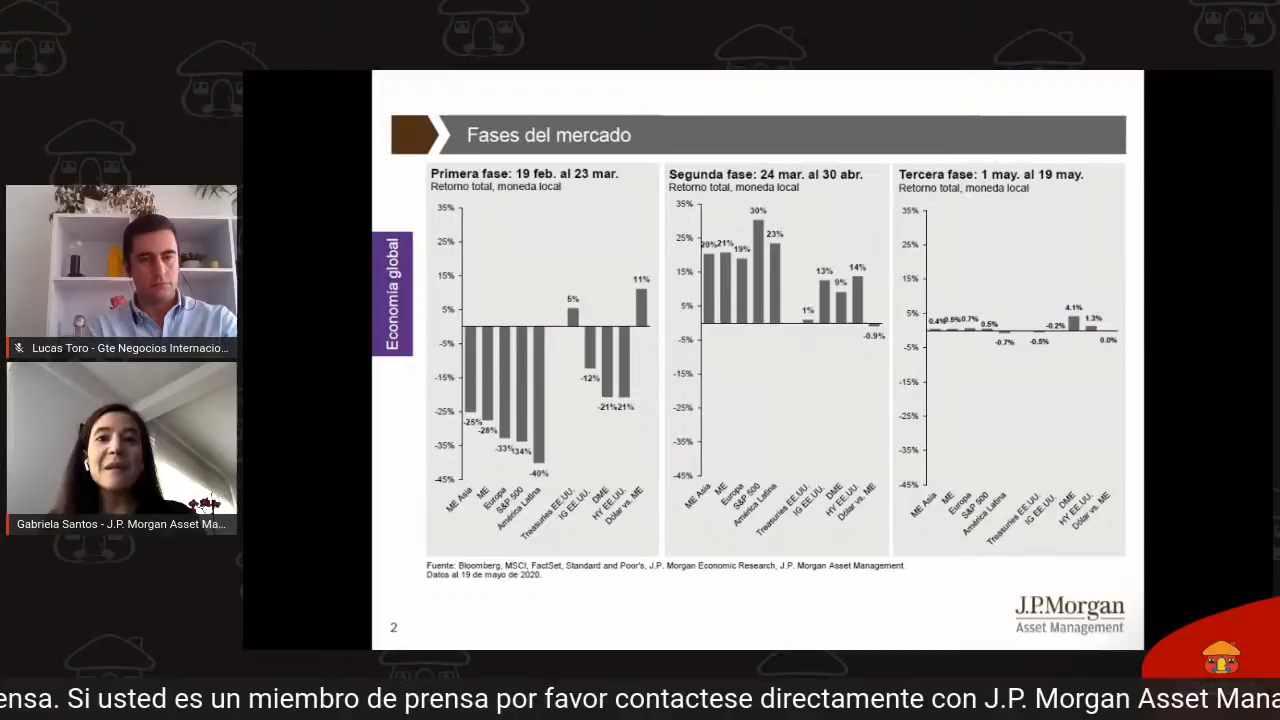 Fases del mercado
Economía global
Primera fase: 19 feb. al 23 mar.
Retorno total, moneda local
35%
25%
15%
5%
-5%
-15%
-25%
-35%
-45%
-25%
-28%
-33%
-34%
-40%
5%
-12%
-21%
-21%
11%
ME Asia
ME
Europa
S&P 500
América Latina
Treasuries EE.UU.
IG EE.UU.
DME
HY EE.UU.
Dólar vs. ME
Segunda fase: 24 mar. al 30 abr.
Retorno total, moneda local
35%
25%
15%
5%
-5%
-15%
-25%
-35%
-45%
20%
21%
19%
30%
23%
1%
13%
9%
14%
-0.9%
ME Asia
ME
Europa
S&P 500
América Latina
Treasuries EE.UU.
IG EE.UU.
DME
HY EE.UU.
Dólar vs. ME
Tercera fase: 1 may. al 19 may.
Retorno total, moneda local
35%
25%
15%
5%
-5%
-15%
-25%
-35%
-45%
0.4%
0.5%
0.7%
0.5%
-0.7%
-0.5%
-0.2%
4.1%
1.3%
0.0%
ME Asia
ME
Europa
S&P 500
América Latina
Treasuries EE.UU.
IG EE.UU.
DME
HY EE.UU.
Dólar vs. ME
Fuente: Bloomberg, MSCI, FactSet, Standard and Poor's, J.P. Morgan Economic Research, J.P. Morgan Asset Management.
Datos al 19 de mayo de 2020.
2
J.P.Morgan
Asset Management
Lucas Toro - Gte Negocios Internacio...
Gabriela Santos - J.P. Morgan Asset Ma...
ensa. Si usted es un miembro de prensa por favor contactese directamente con J.P. Morgan Asset Mana